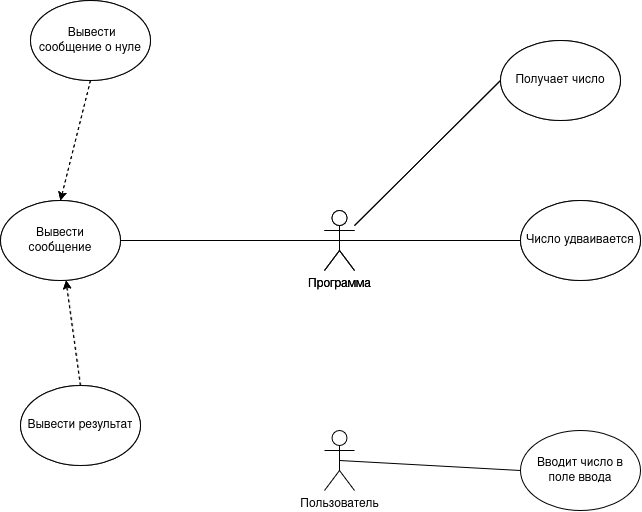 Вывести
сообщение о нуле
Получает число
Вывести
сообщение
Число удваивается
Программа
Вывести результат
Вводит число в
поле ввода
Пользователь